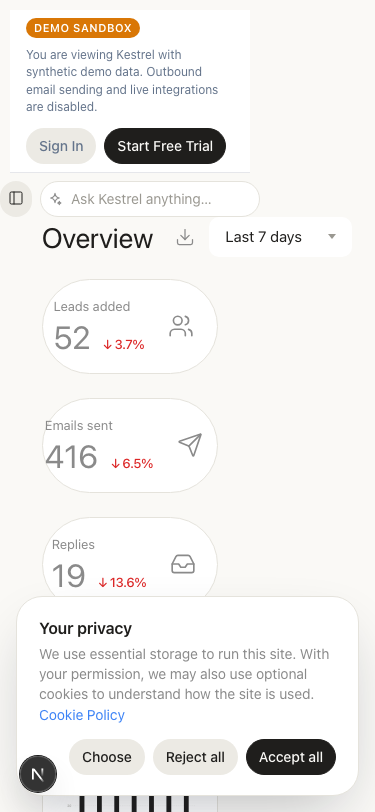 DEMO SANDBOX
You are viewing Kestrel with
synthetic demo data. Outbound
email sending and live integrations
are disabled.
Sign In
Start Free Trial
Ask Kestrel anything...
Overview
Last 7 days
Leads added
52 ↓ 3.7%
Emails sent
416 ↓ 6.5%
Replies
19 ↓ 13.6%
Your privacy
We use essential storage to run this site. With
your permission, we may also use optional
cookies to understand how the site is used.
Cookie Policy
Choose
Reject all
Accept all
N